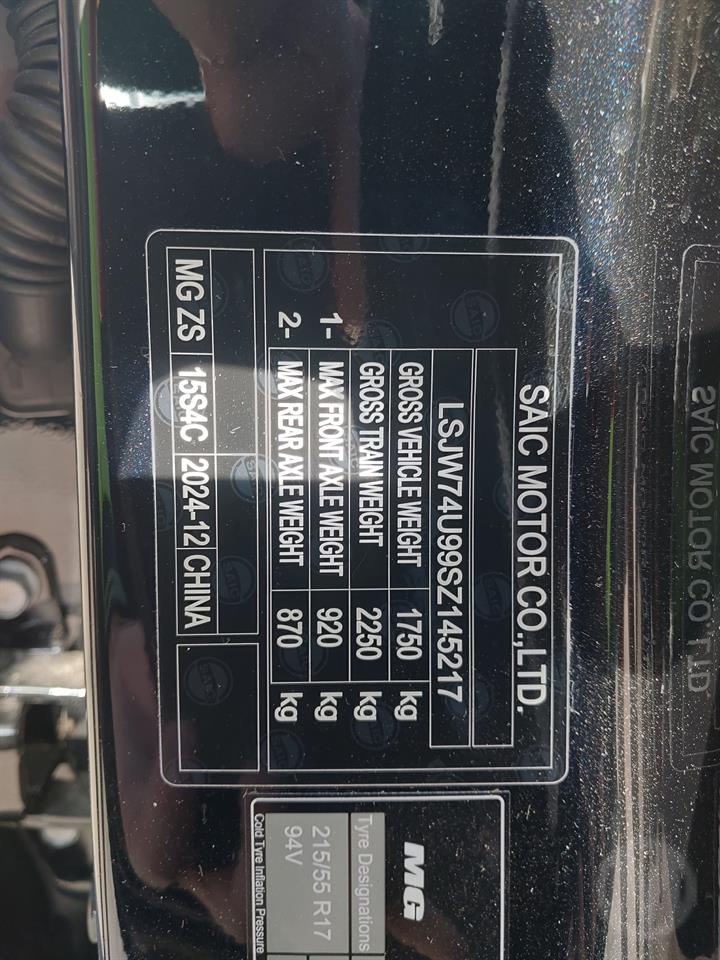 SAIC MOTOR CO.,LTD.
LSJW74U99SZ145217
GROSS VEHICLE WEIGHT 1750 kg
GROSS TRAIN WEIGHT 2250 kg
1- MAX FRONT AXLE WEIGHT 920 kg
2- MAX REAR AXLE WEIGHT 870 kg
MG ZS 15S4C 2024-12 CHINA
MG
Tyre Designations
215/55 R17
94V
Cold Tyre Inflation Pressure